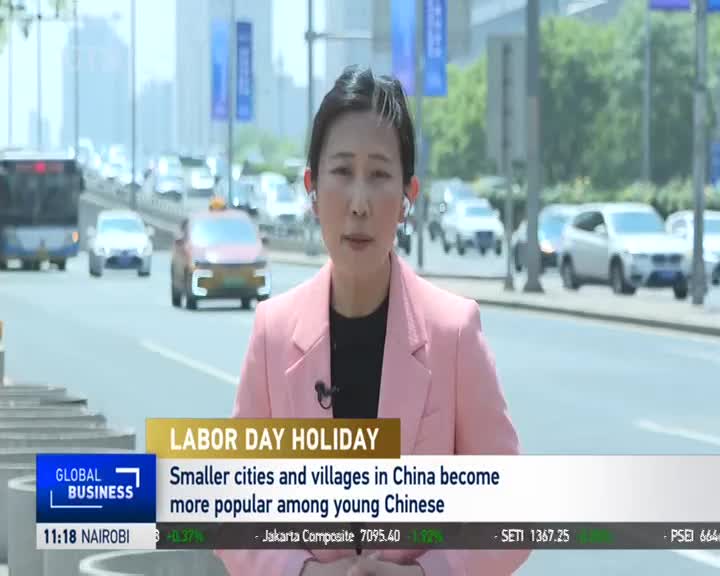 LABOR DAY HOLIDAY
GLOBAL
BUSINESS
Smaller cities and villages in China become
more popular among young Chinese
11:18 NAIROBI
+0.37% - Jakarta Composite 7095.40 -1.92% - SETI 1367.25 - PSEI